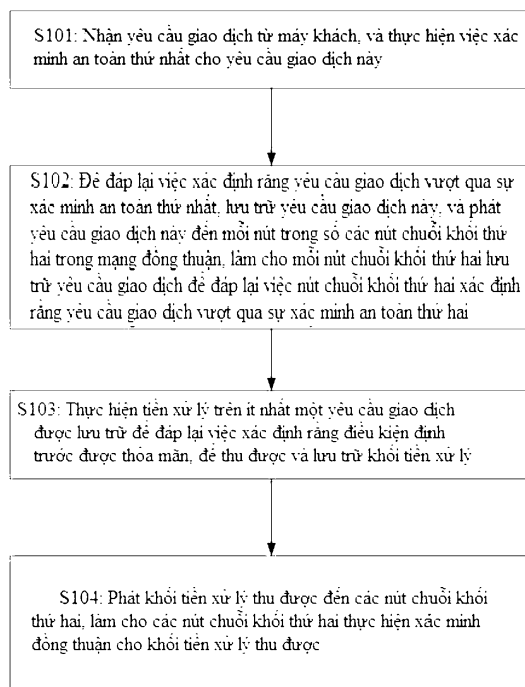 S101: Nhận yêu cầu giao dịch từ máy khách, và thực hiện việc xác
minh an toàn thứ nhất cho yêu cầu giao dịch này
S102: Để đáp lại việc xác định rằng yêu cầu giao dịch vượt qua sự
xác minh an toàn thứ nhất, lưu trữ yêu cầu giao dịch này, và phát
yêu cầu giao dịch này đến mỗi nút trong số các nút chuỗi khối thứ
hai trong mạng đồng thuận, làm cho mỗi nút chuỗi khối thứ hai lưu
trữ yêu cầu giao dịch để đáp lại việc nút chuỗi khối thứ hai xác định
rằng yêu cầu giao dịch vượt qua sự xác minh an toàn thứ hai
S103: Thực hiện tiền xử lý trên ít nhất một yêu cầu giao dịch
được lưu trữ để đáp lại việc xác định rằng điều kiện định
trước được thỏa mãn, để thu được và lưu trữ khối tiền xử lý
S104: Phát khối tiền xử lý thu được đến các nút chuỗi khối
thứ hai, làm cho các nút chuỗi khối thứ hai thực hiện xác minh
đồng thuận cho khối tiền xử lý thu được